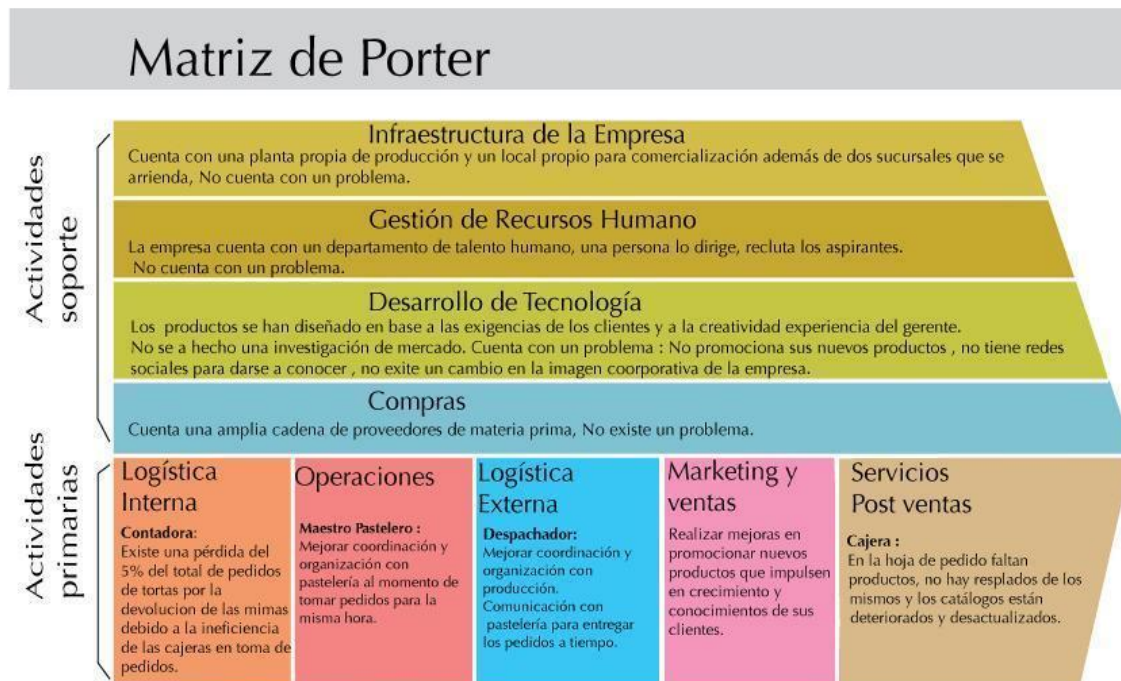 Matriz de Porter
Actividades
soporte
Infraestructura de la Empresa
Cuenta con una planta propia de producción y un local propio para comercialización además de dos sucursales que se
arrienda, No cuenta con un problema.
Gestión de Recursos Humano
La empresa cuenta con un departamento de talento humano, una persona lo dirige, recluta los aspirantes.
No cuenta con un problema.
Desarrollo de Tecnología
Los productos se han diseñado en base a las exigencias de los clientes y a la creatividad experiencia del gerente.
No se a hecho una investigación de mercado. Cuenta con un problema : No promociona sus nuevos productos , no tiene redes
sociales para darse a conocer , no exite un cambio en la imagen coorporativa de la empresa.
Compras
Cuenta una amplia cadena de proveedores de materia prima, No existe un problema.
Actividades
primarias
Logística
Interna
Contadora:
Existe una pérdida del
5% del total de pedidos
de tortas por la
devolucion de las mimas
debido a la ineficiencia
de las cajeras en toma de
pedidos.
Operaciones
Maestro Pastelero :
Mejorar coordinación y
organización con
pastelería al momento de
tomar pedidos para la
misma hora.
Logística
Externa
Despachador:
Mejorar coordinación y
organización con
producción.
Comunicación con
pastelería para entregar
los pedidos a tiempo.
Marketing y
ventas
Realizar mejoras en
promocionar nuevos
productos que impulsen
en crecimiento y
conocimientos de sus
clientes.
Servicios
Post ventas
Cajera :
En la hoja de pedido faltan
productos, no hay resplados de los
mismos y los catálogos están
deteriorados y desactualizados.